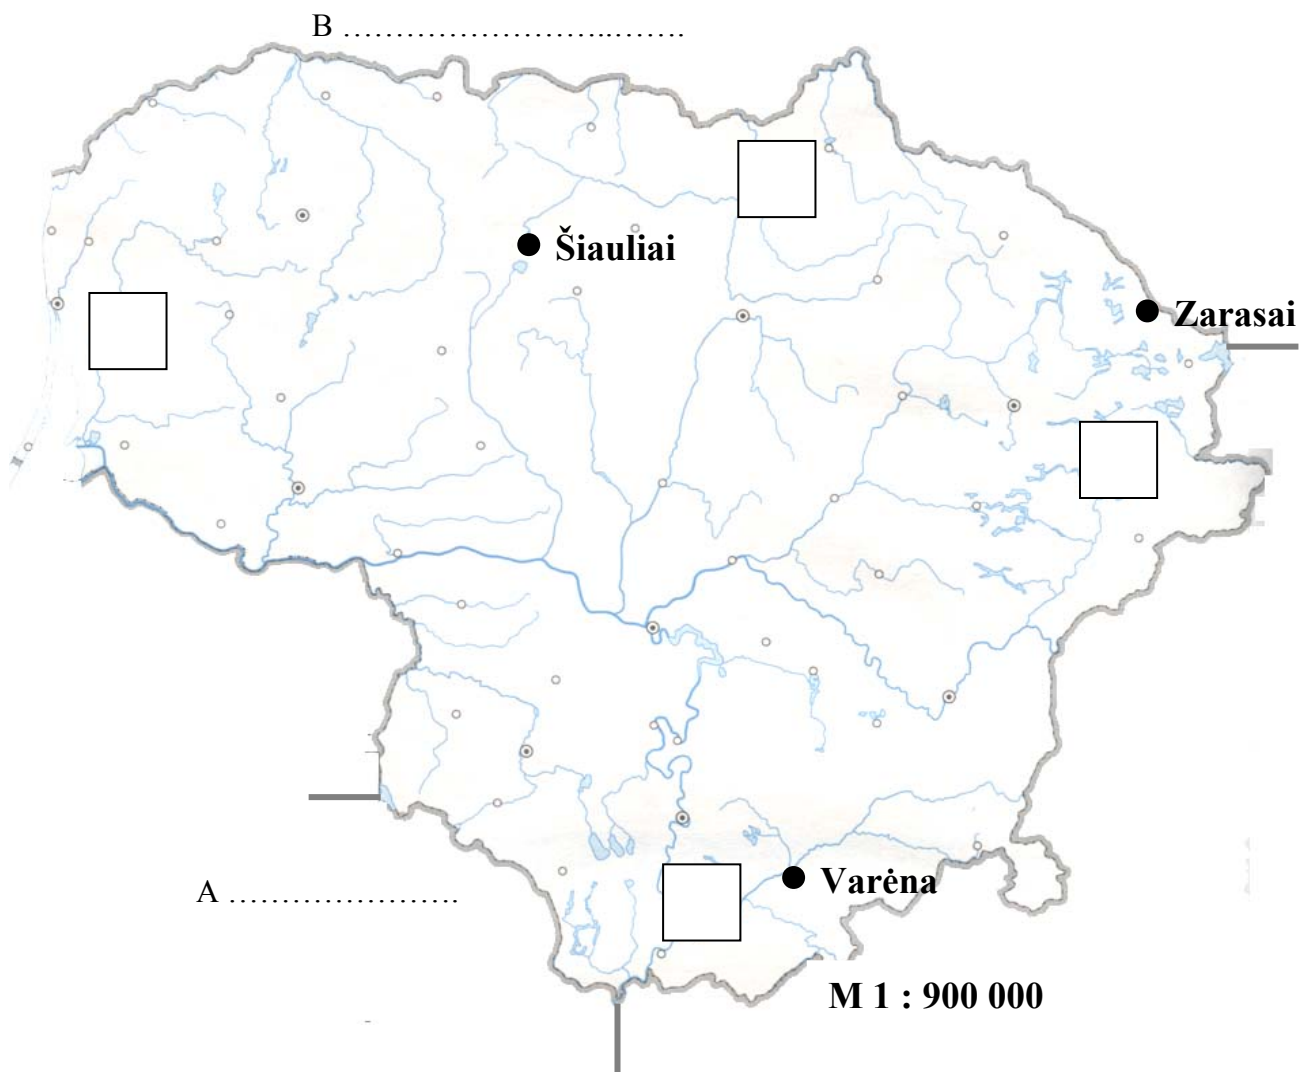 B ……………………...…….
Šiauliai
Zarasai
Varėna
A ………………….
M 1 : 900 000